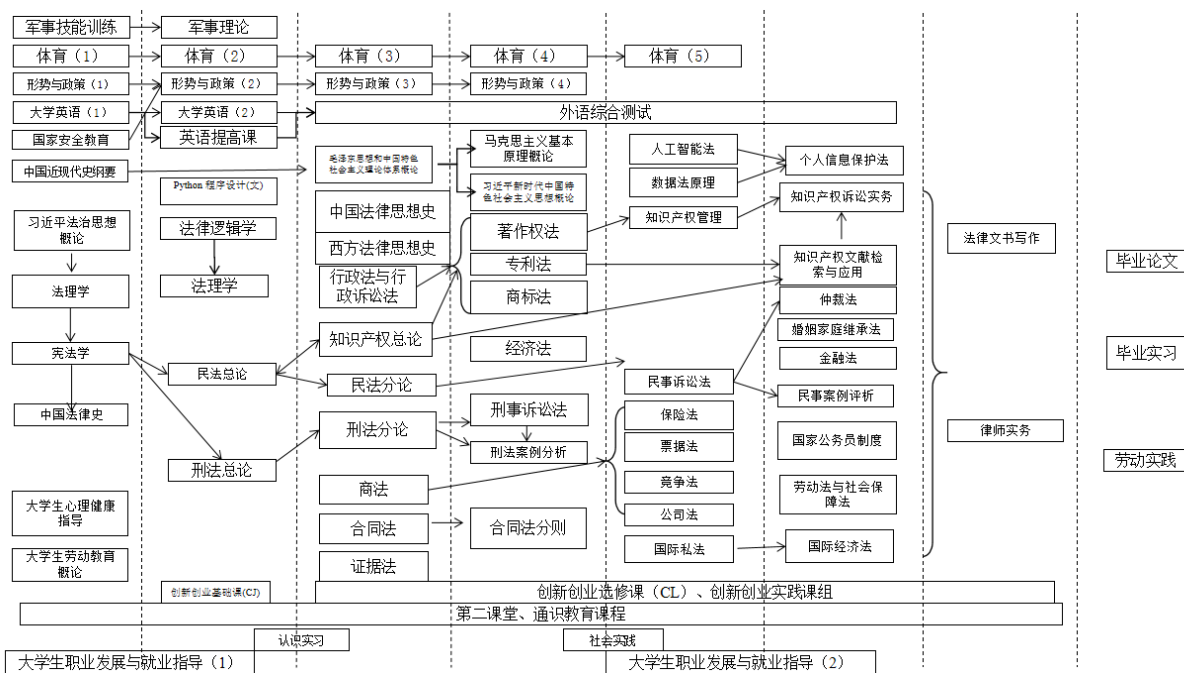 军事技能训练
军事理论
体育（1）
体育（2）
体育（3）
体育（4）
体育（5）
形势与政策（1）
形势与政策（2）
形势与政策（3）
形势与政策（4）
大学英语（1）
大学英语（2）
外语综合测试
国家安全教育
英语提高课
中国近现代史纲要
毛泽东思想和中国特色
社会主义理论体系概论
马克思主义基本
原理概论
习近平新时代中国特
色社会主义思想概论
人工智能法
数据法原理
个人信息保护法
Python 程序设计(文)
中国法律思想史
西方法律思想史
著作权法
知识产权管理
知识产权诉讼实务
习近平法治思想
概论
法律逻辑学
法理学
法理学
行政法与行
政诉讼法
专利法
商标法
知识产权文献检
索与应用
仲裁法
法律文书写作
毕业论文
宪法学
民法总论
知识产权总论
经济法
婚姻家庭继承法
金融法
毕业实习
民法分论
民事诉讼法
民事案例评析
中国法律史
刑法总论
刑法分论
刑事诉讼法
刑法案例分析
保险法
票据法
国家公务员制度
律师实务
劳动实践
商法
竟争法
劳动法与社会保
障法
大学生心理健康
指导
合同法
合同法分则
公司法
大学生劳动教育
概论
证据法
国际私法
国际经济法
创新创业基础课(CJ)
创新创业选修课（CL）、创新创业实践课组
第二课堂、通识教育课程
认识实习
社会实践
大学生职业发展与就业指导（1）
大学生职业发展与就业指导（2）